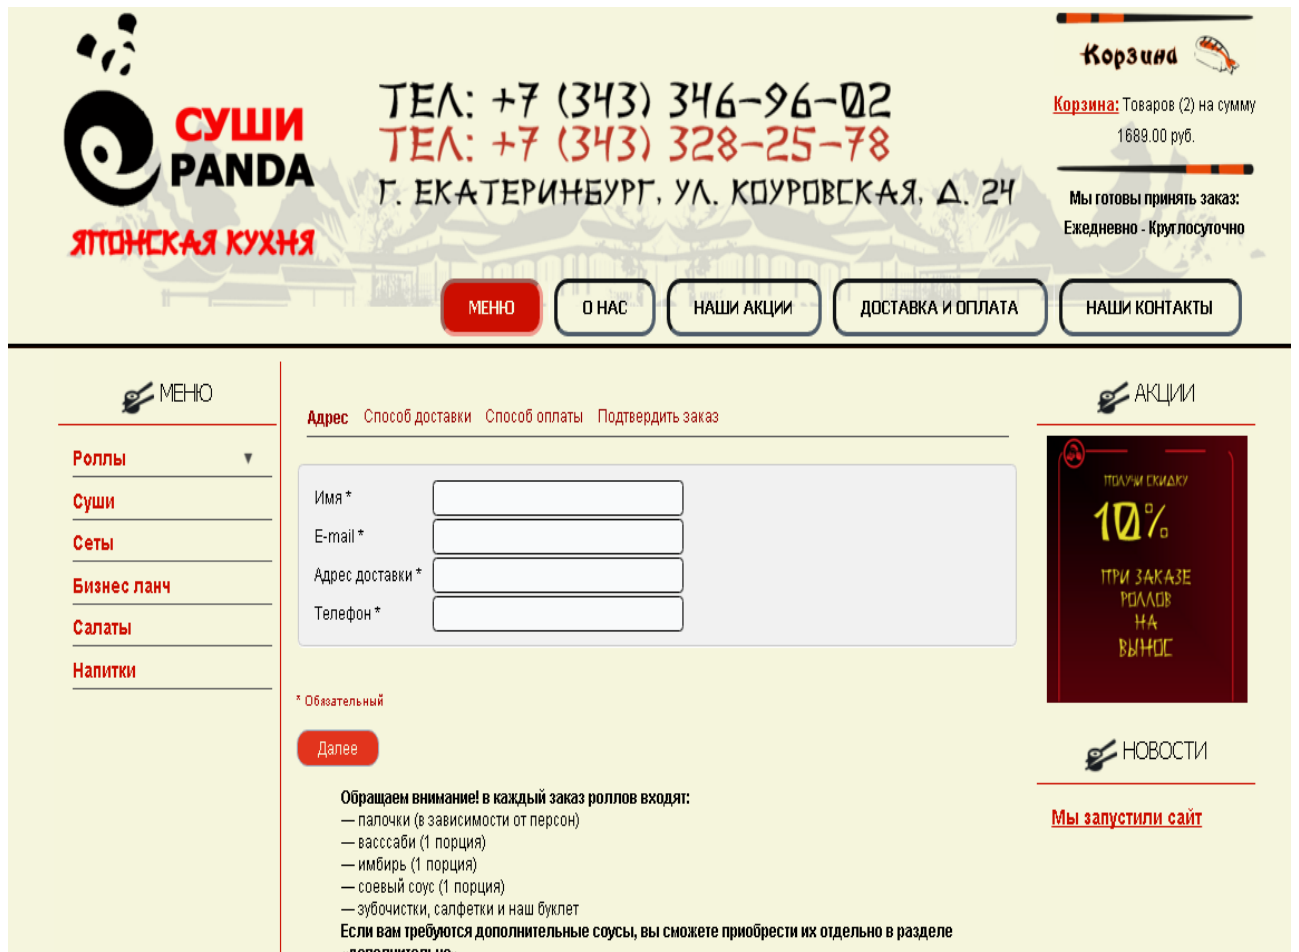 СУШИ
PANDA
ЯПОНСКАЯ КУХНЯ
ТЕЛ: +7 (343) 346-96-02
ТЕЛ: +7 (343) 328-25-78
Г. ЕКАТЕРИНБУРГ, УЛ. КОУРОВСКАЯ, Д. 24
Корзина
Корзина: Товаров (2) на сумму
1689.00 руб.
Мы готовы принять заказ:
Ежедневно - Круглосуточно
МЕНЮ
О НАС
НАШИ АКЦИИ
ДОСТАВКА И ОПЛАТА
НАШИ КОНТАКТЫ
МЕНЮ
Роллы
Суши
Сеты
Бизнес ланч
Салаты
Напитки
Адрес Способ доставки Способ оплаты Подтвердить заказ
Имя *
E-mail *
Адрес доставки *
Телефон *
* Обязательный
Далее
Обращаем внимание! в каждый заказ роллов входят:
— палочки (в зависимости от персон)
— васссаби (1 порция)
— имбирь (1 порция)
— соевый соус (1 порция)
— зубочистки, салфетки и наш буклет
Если вам требуются дополнительные соусы, вы сможете приобрести их отдельно в разделе
АКЦИИ
ПОЛУЧИ СКИДКУ
10%
ПРИ ЗАКАЗЕ
РОЛЛОВ
НА
ВЫНОС
НОВОСТИ
Мы запустили сайт